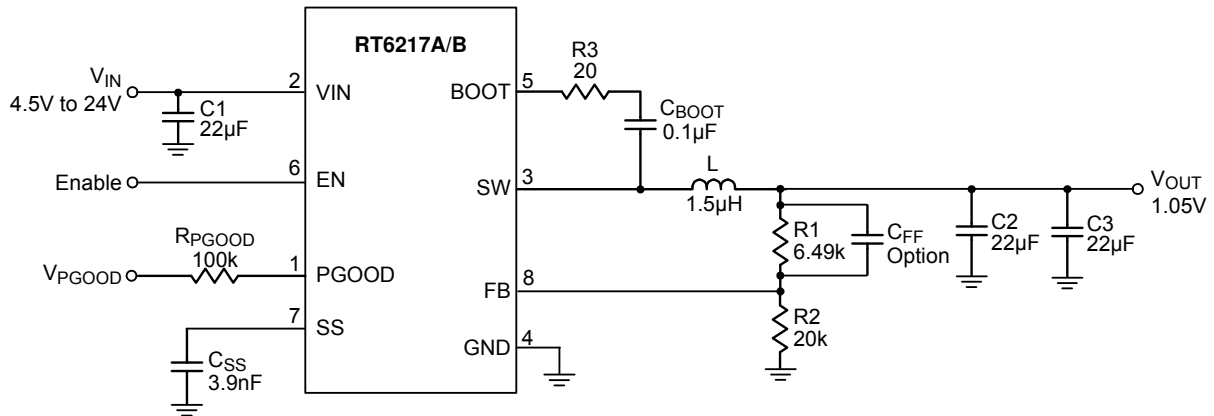 RT6217A/B
VIN
4.5V to 24V
C1
22µF
2
VIN
Enable
6
EN
VPGOOD
RPGOOD
100k
1
PGOOD
7
SS
CSS
3.9nF
BOOT
5
R3
20
CBOOT
0.1µF
SW
3
L
1.5µH
R1
6.49k
CFF
Option
C2
22µF
C3
22µF
VOUT
1.05V
FB
8
R2
20k
GND
4